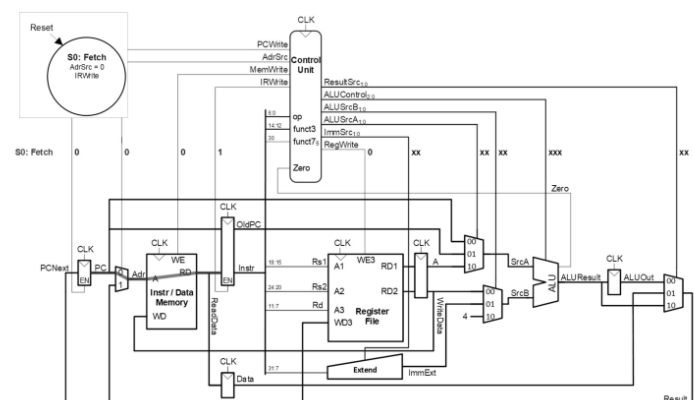 Reset
S0: Fetch
AdrSrc = 0
IRWrite
CLK
PCWrite
AdrSrc
MemWrite
IRWrite
Control
Unit
ResultSrc1:0
ALUControl2:0
ALUSrcB1:0
ALUSrcA1:0
ImmSrc1:0
RegWrite
6:0
op
14:12
funct3
30
funct75
Zero
S0: Fetch
0
0
0
1
0
xx
xx
xx
xxx
xx
Zero
CLK
OldPC
CLK
CLK
CLK
CLK
CLK
PCNext
PC
EN
0
1
Adr
A
WE
RD
Instr / Data
Memory
WD
EN
Instr
ReadData
19:15
Rs1
24:20
Rs2
11:7
Rd
A1
A2
A3
WD3
WE3
RD1
RD2
Register
File
A
WriteData
00
01
10
SrcA
00
01
10
4
SrcB
ALU
ALUResult
CLK
ALUOut
00
01
10
31:7
Extend
ImmExt
CLK
Data
Result